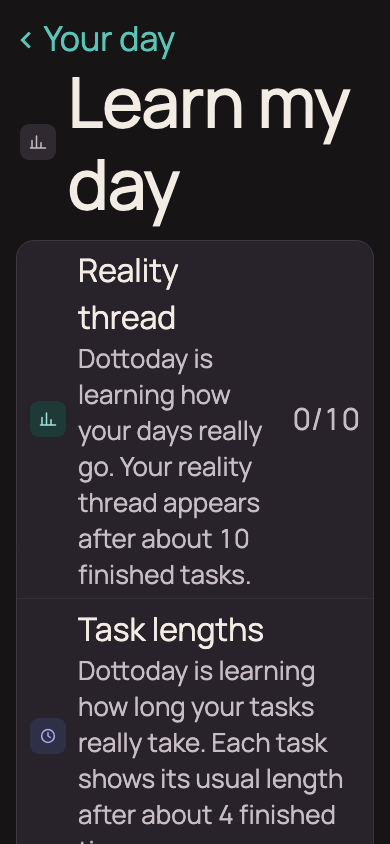 Your day
Learn my
day
Reality
thread
Dottoday is
learning how
your days really
go. Your reality
thread appears
after about 10
finished tasks.
0/10
Task lengths
Dottoday is learning
how long your tasks
really take. Each task
shows its usual length
after about 4 finished